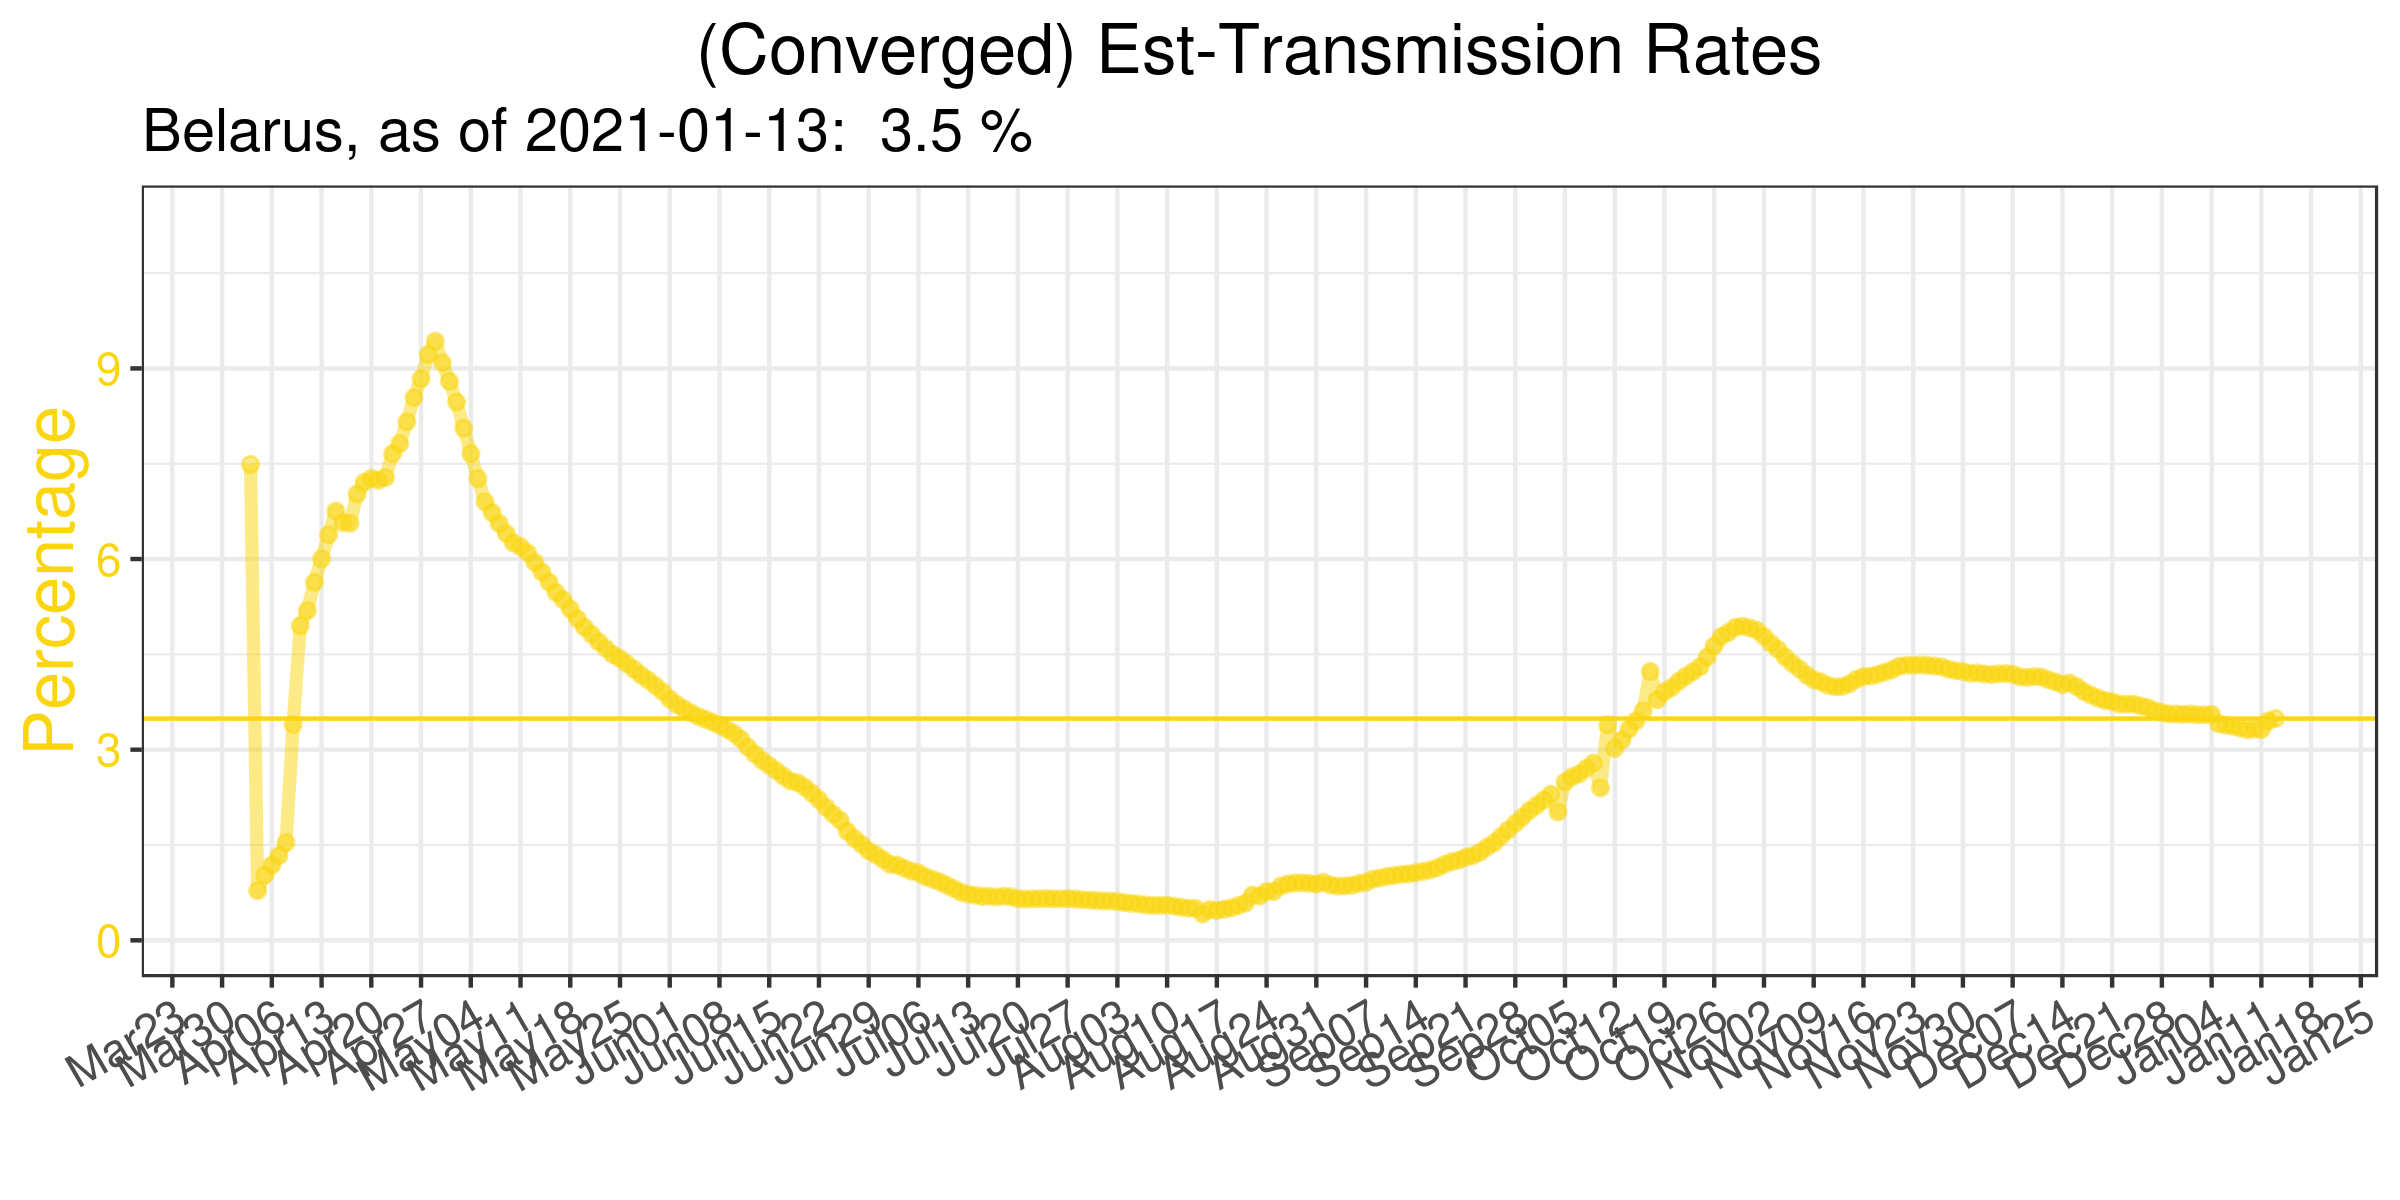 (Converged) Est-Transmission Rates
Belarus, as of 2021-01-13:  3.5 %
Percentage
9
6
3
0
Mar23
Mar30
Apr06
Apr13
Apr20
Apr27
May04
May11
May18
May25
Jun01
Jun08
Jun15
Jun22
Jun29
Jul06
Jul13
Jul20
Jul27
Aug03
Aug10
Aug17
Aug24
Aug31
Sep07
Sep14
Sep21
Sep28
Oct05
Oct12
Oct19
Oct26
Nov02
Nov09
Nov16
Nov23
Nov30
Dec07
Dec14
Dec21
Dec28
Jan04
Jan11
Jan18
Jan25